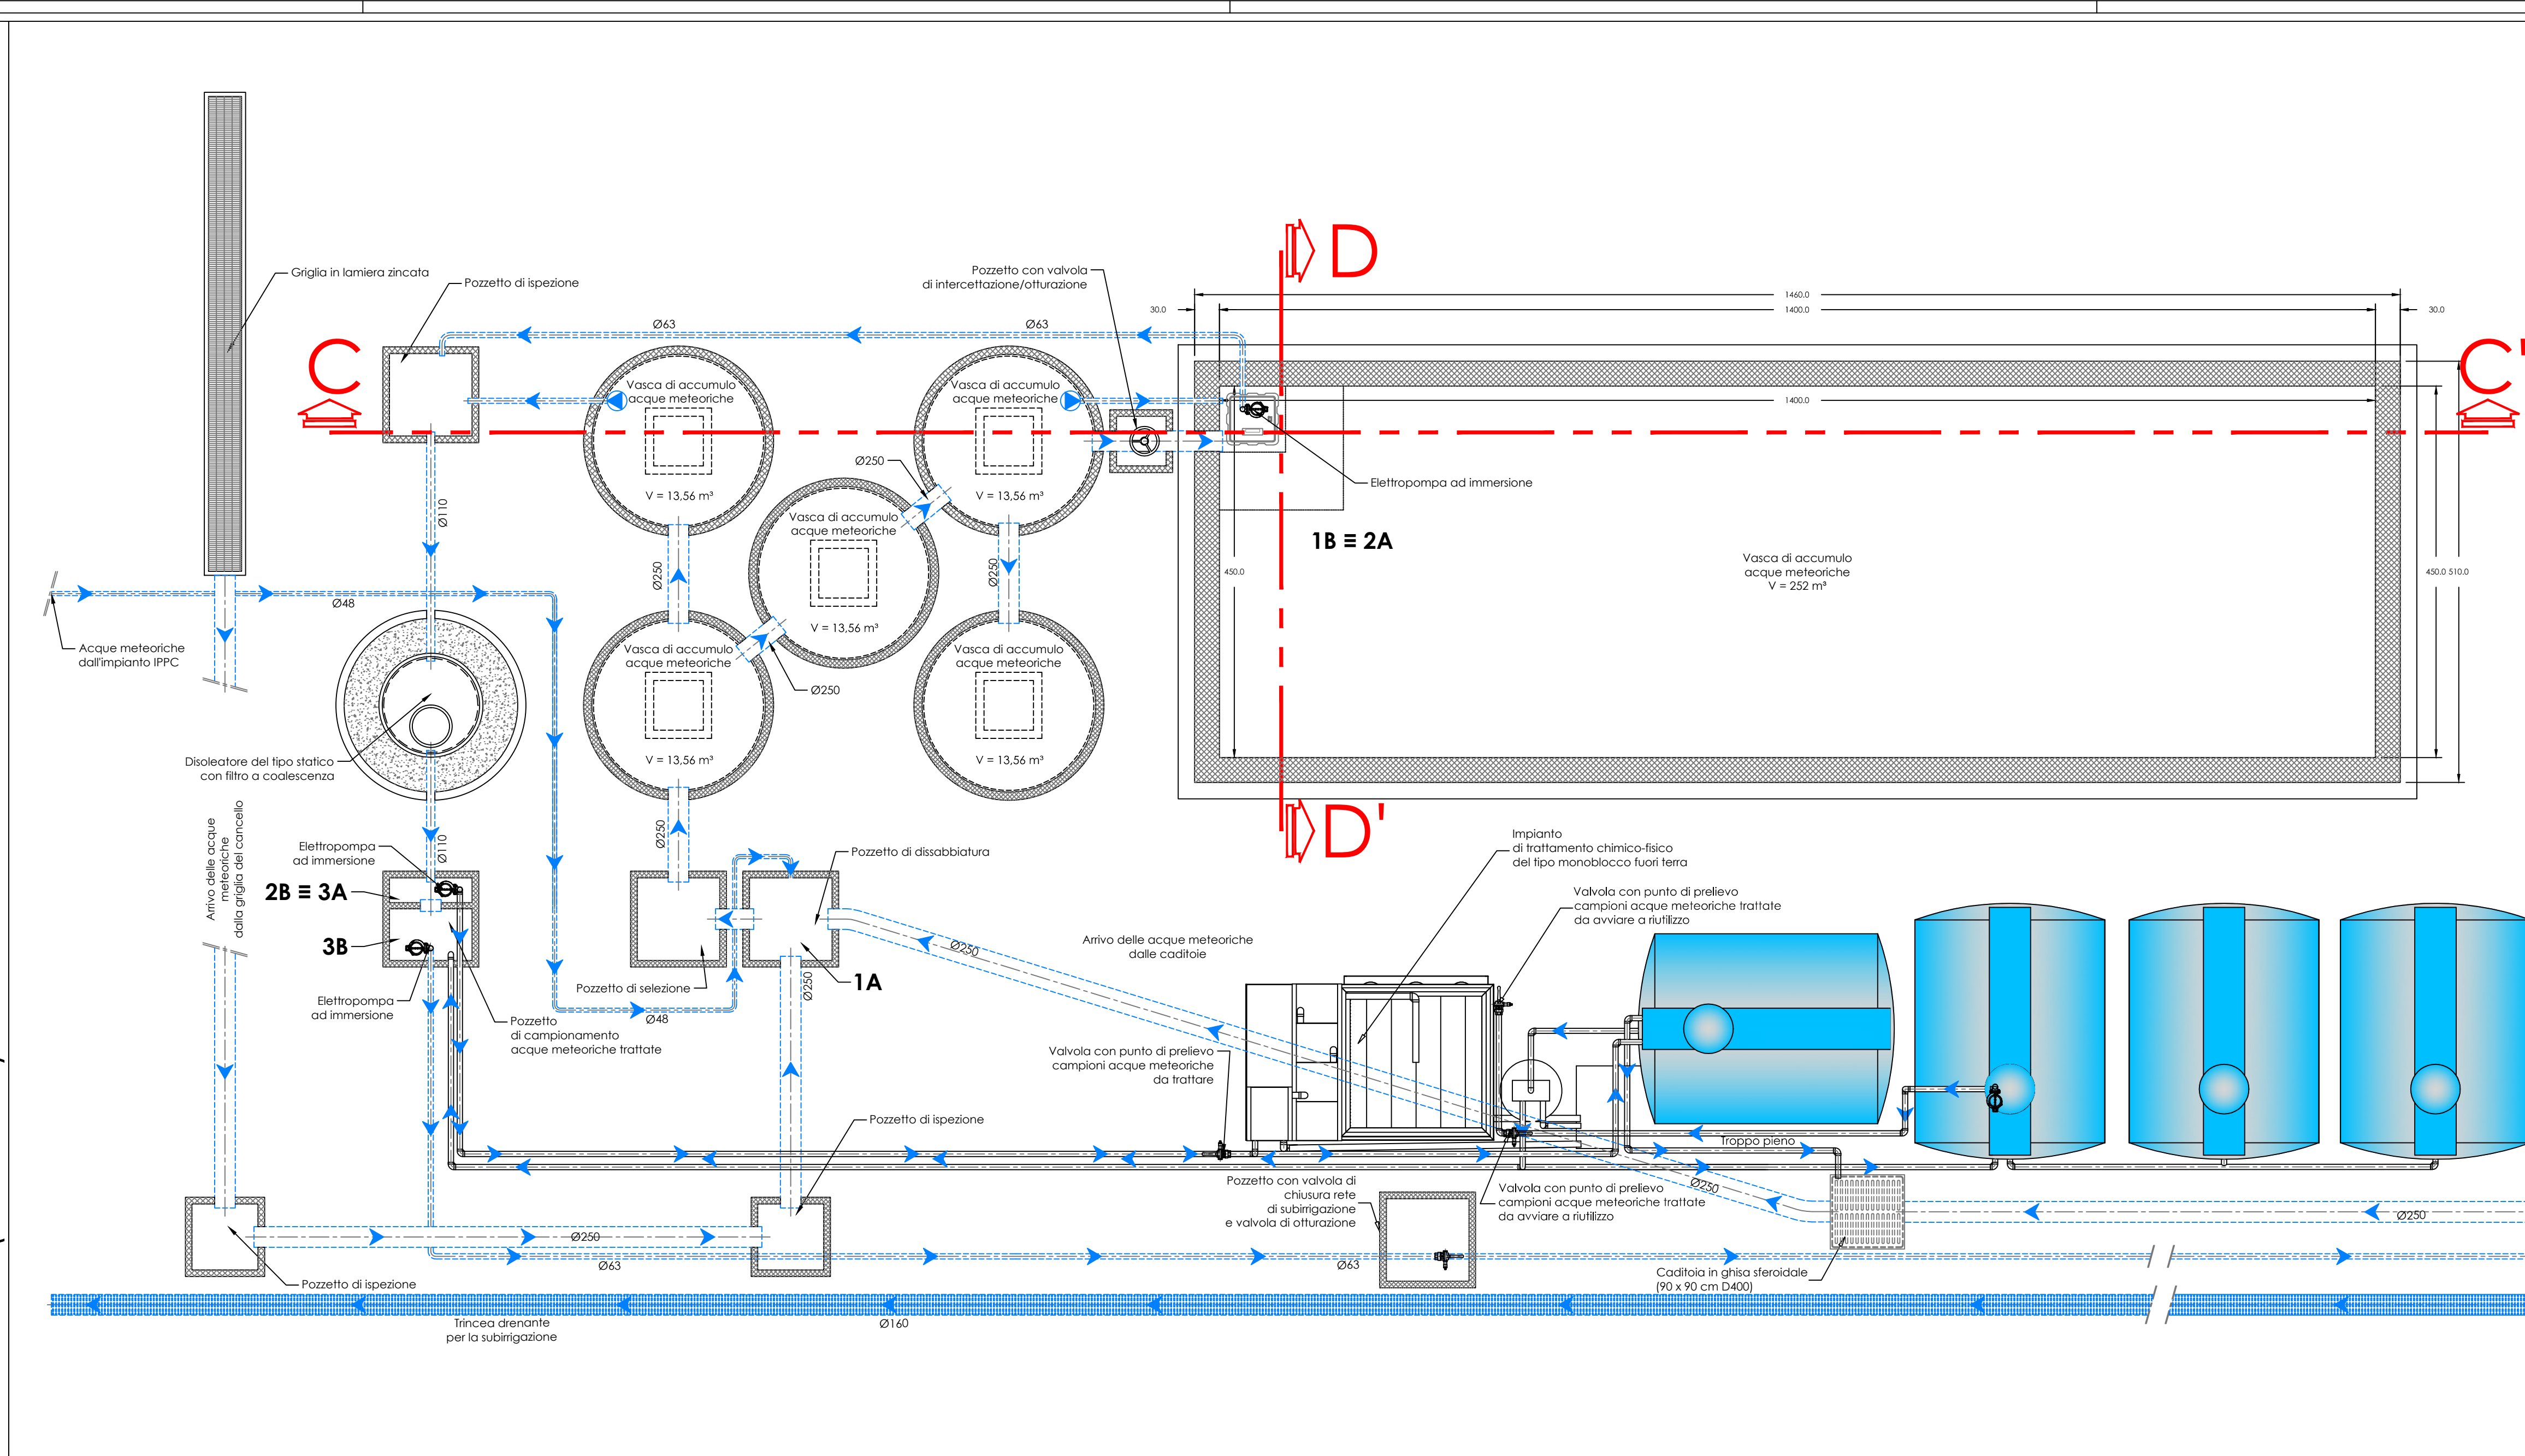 D
Griglia in lamiera zincata
Pozzetto di ispezione
Pozzetto con valvola
di intercettazione/otturazione
1460.0
30.0
1400.0
30.0
Ø63
Ø63
C
C'
Vasca di accumulo
acque meteoriche
V = 13,56 m³
Vasca di accumulo
acque meteoriche
V = 13,56 m³
1400.0
Ø250
Elettropompa ad immersione
Ø110
Vasca di accumulo
acque meteoriche
V = 13,56 m³
1B ≡ 2A
Ø250
Ø250
450.0
Vasca di accumulo
acque meteoriche
V = 252 m³
450.0
510.0
Ø48
Acque meteoriche
dall'impianto IPPC
Vasca di accumulo
acque meteoriche
V = 13,56 m³
Vasca di accumulo
acque meteoriche
V = 13,56 m³
Ø250
Disoleatore del tipo statico
con filtro a coalescenza
D'
Arrivo delle acque
meteoriche
dalla griglia del cancello
Elettropompa
ad immersione
Ø110
Ø250
Pozzetto di dissabbiatura
Impianto
di trattamento chimico-fisico
del tipo monoblocco fuori terra
2B ≡ 3A
3B
Valvola con punto di prelievo
campioni acque meteoriche trattate
da avviare a riutilizzo
Ø250
Arrivo delle acque meteoriche
dalle caditoie
Pozzetto di selezione
Ø250
1A
Elettropompa
ad immersione
Pozzetto
di campionamento
acque meteoriche trattate
Ø48
Valvola con punto di prelievo
campioni acque meteoriche
da trattare
Pozzetto di ispezione
Troppo pieno
Pozzetto con valvola di
chiusura rete
di subirrigazione
e valvola di otturazione
Valvola con punto di prelievo
campioni acque meteoriche trattate
da avviare a riutilizzo
Ø250
Ø250
Ø250
Ø63
Ø63
Pozzetto di ispezione
Caditoia in ghisa sferoidale
(90 x 90 cm D400)
Trincea drenante
per la subirrigazione
Ø160